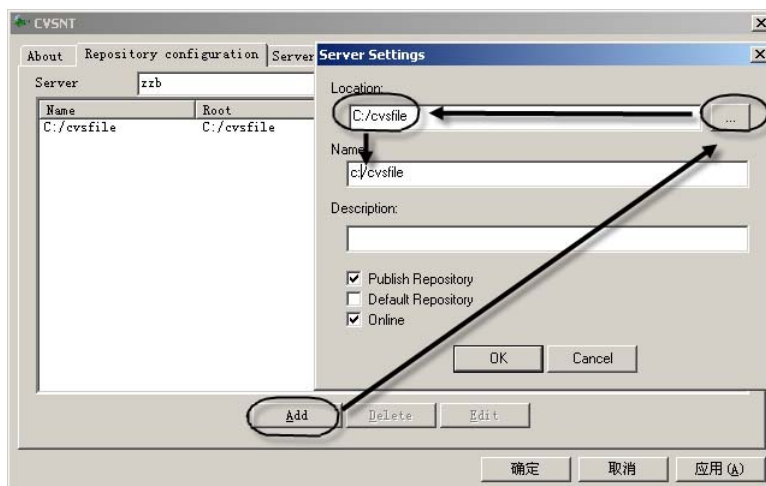 CVSNT
About Repository configuration Server
Server zzb
Name Root
C:/cvsfile C:/cvsfile
Add Delete Edit
Server Settings
Location:
C:/cvsfile ...
Name
c:/cvsfile
Description:
Publish Repository
Default Repository
Online
OK Cancel
确定 取消 应用(A)